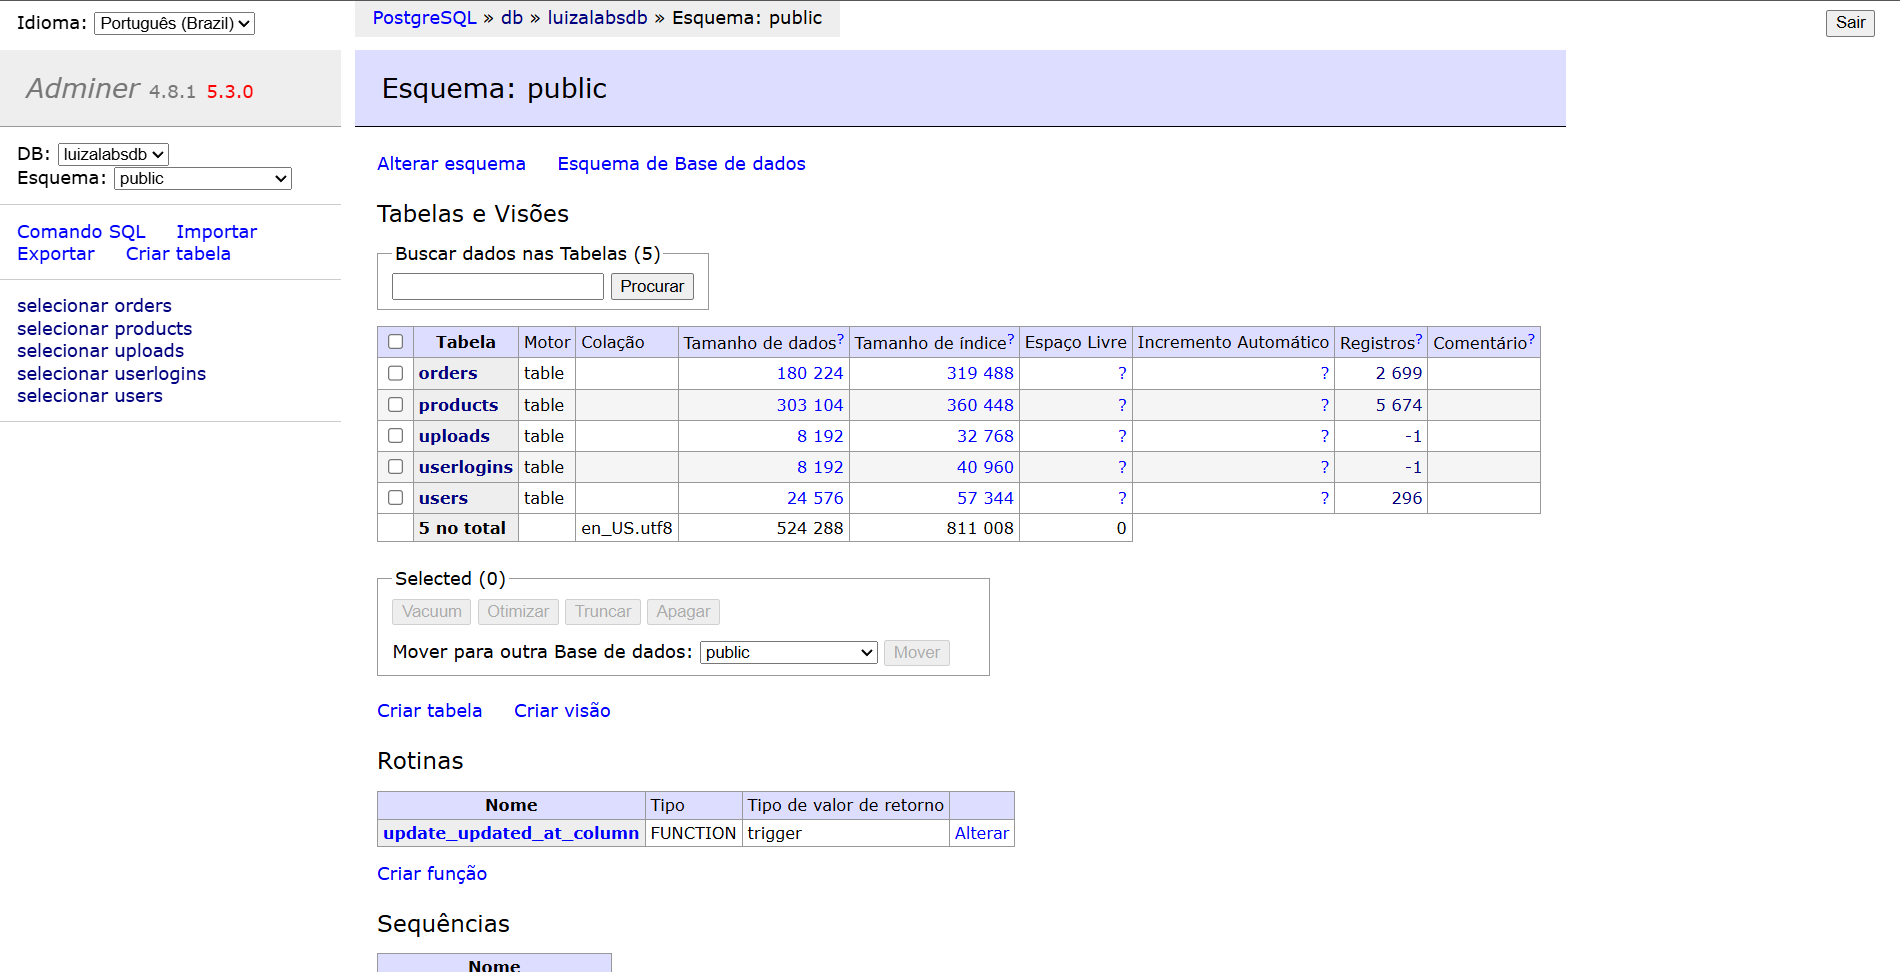 Idioma: Português (Brazil)
PostgreSQL » db » luizalabsdb » Esquema: public
Sair
Adminer 4.8.1 5.3.0
Esquema: public
DB: luizalabsdb
Esquema: public
Comando SQL Importar
Exportar Criar tabela
selecionar orders
selecionar products
selecionar uploads
selecionar userlogins
selecionar users
Alterar esquema Esquema de Base de dados
Tabelas e Visões
Buscar dados nas Tabelas (5)
Procurar
Tabela Motor Colação Tamanho de dados? Tamanho de índice? Espaço Livre Incremento Automático Registros? Comentário?
orders table 180 224 319 488 ? ? 2 699
products table 303 104 360 448 ? ? 5 674
uploads table 8 192 32 768 ? ? -1
userlogins table 8 192 40 960 ? ? -1
users table 24 576 57 344 ? ? 296
5 no total en_US.utf8 524 288 811 008 0
Selected (0)
Vacuum Otimizar Truncar Apagar
Mover para outra Base de dados: public Mover
Criar tabela Criar visão
Rotinas
Nome Tipo Tipo de valor de retorno
update_updated_at_column FUNCTION trigger Alterar
Criar função
Sequências
Nome